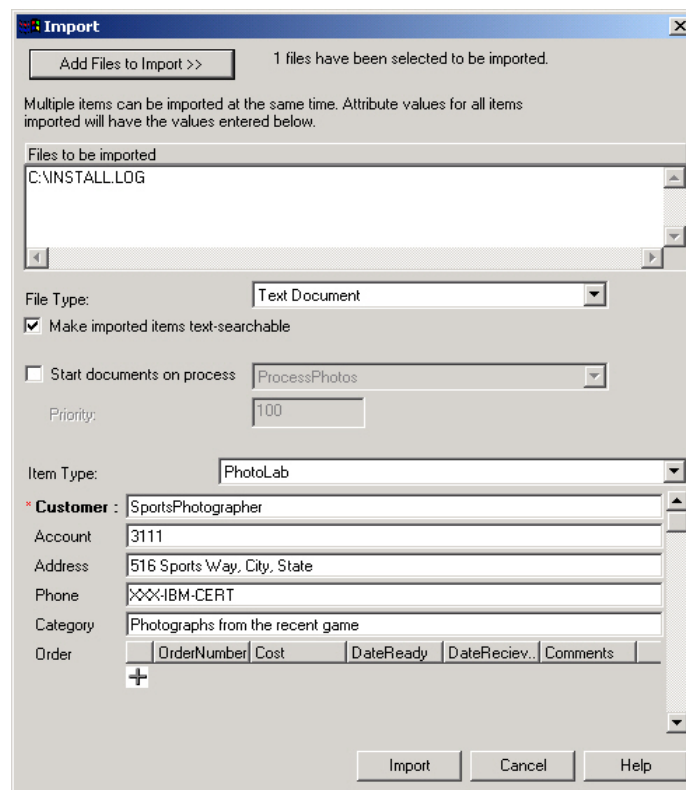 Import
Add Files to Import >>
1 files have been selected to be imported.
Multiple items can be imported at the same time. Attribute values for all items
imported will have the values entered below.
Files to be imported
C:\INSTALL.LOG
File Type:
Text Document
Make imported items text-searchable
Start documents on process
ProcessPhotos
Priority:
100
Item Type:
PhotoLab
* Customer :
SportsPhotographer
Account
3111
Address
516 Sports Way, City, State
Phone
XXX-IBM-CERT
Category
Photographs from the recent game
Order
OrderNumber Cost DateReady DateReciev.. Comments
Import Cancel Help